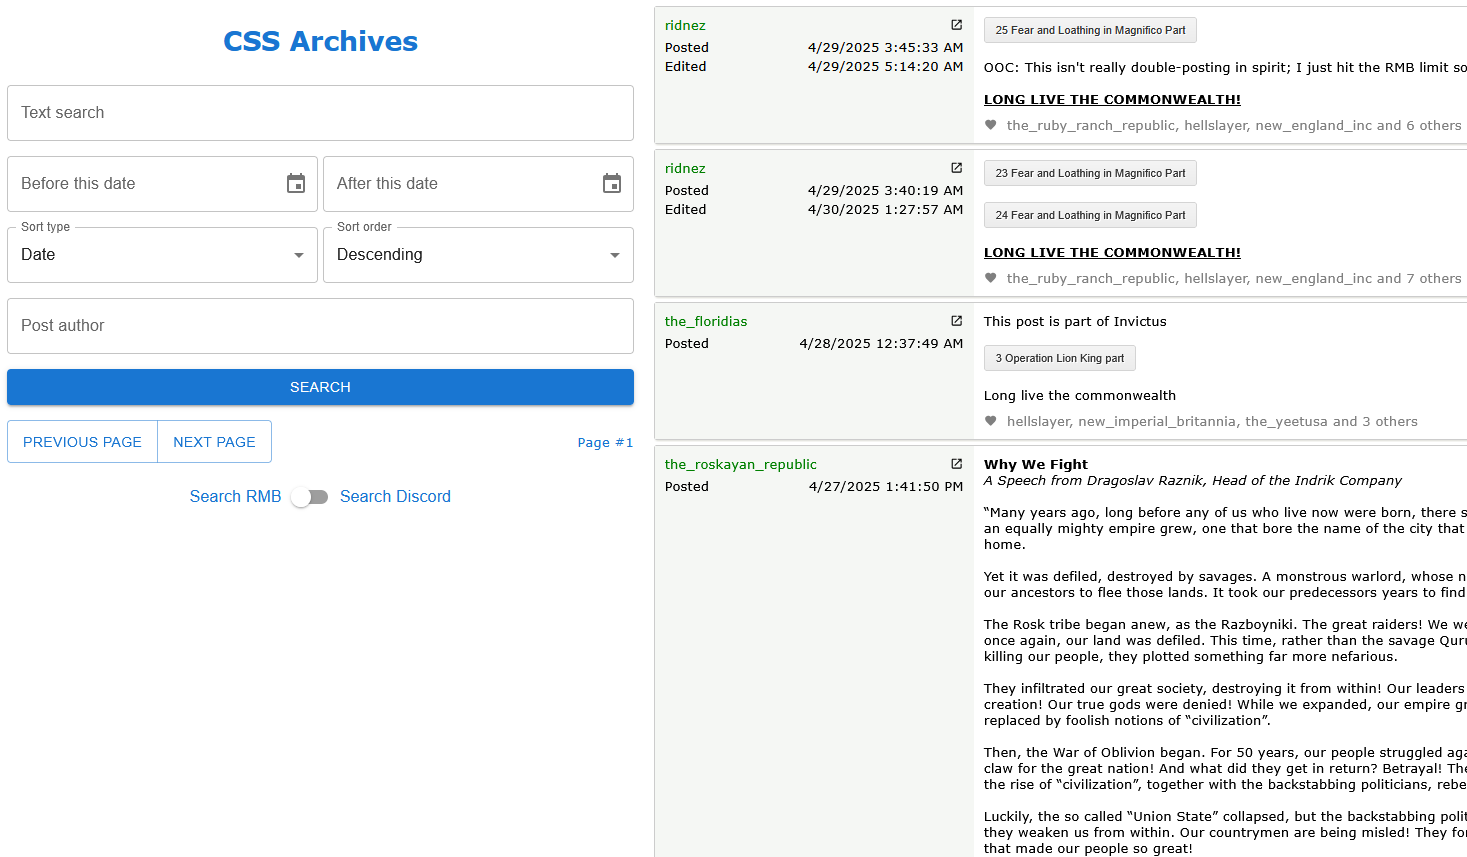 CSS Archives
Text search
Before this date
After this date
Sort type
Date
Sort order
Descending
Post author
SEARCH
PREVIOUS PAGE
NEXT PAGE
Page #1
Search RMB
Search Discord
ridnez
Posted 4/29/2025 3:45:33 AM
Edited 4/29/2025 5:14:20 AM
25 Fear and Loathing in Magnifico Part
OOC: This isn't really double-posting in spirit; I just hit the RMB limit so
LONG LIVE THE COMMONWEALTH!
the_ruby_ranch_republic, hellslayer, new_england_inc and 6 others
ridnez
Posted 4/29/2025 3:40:19 AM
Edited 4/30/2025 1:27:57 AM
23 Fear and Loathing in Magnifico Part
24 Fear and Loathing in Magnifico Part
LONG LIVE THE COMMONWEALTH!
the_ruby_ranch_republic, hellslayer, new_england_inc and 7 others
the_floridias
Posted 4/28/2025 12:37:49 AM
This post is part of Invictus
3 Operation Lion King part
Long live the commonwealth
hellslayer, new_imperial_britannia, the_yeetusa and 3 others
the_roskayan_republic
Posted 4/27/2025 1:41:50 PM
Why We Fight
A Speech from Dragoslav Raznik, Head of the Indrik Company
“Many years ago, long before any of us who live now were born, there
an equally mighty empire grew, one that bore the name of the city that
home.
Yet it was defiled, destroyed by savages. A monstrous warlord, whose
our ancestors to flee those lands. It took our predecessors years to find
The Rosk tribe began anew, as the Razboyniki. The great raiders! We
once again, our land was defiled. This time, rather than the savage
killing our people, they plotted something far more nefarious.
They infiltrated our great society, destroying it from within! Our leaders
creation! Our true gods were denied! While we expanded, our empire
replaced by foolish notions of “civilization”.
Then, the War of Oblivion began. For 50 years, our people struggled
claw for the great nation! And what did they get in return? Betrayal!
the rise of “civilization”, together with the backstabbing politicians,
Luckily, the so called “Union State” collapsed, but the backstabbing
they weaken us from within. Our countrymen are being misled! They
that made our people so great!